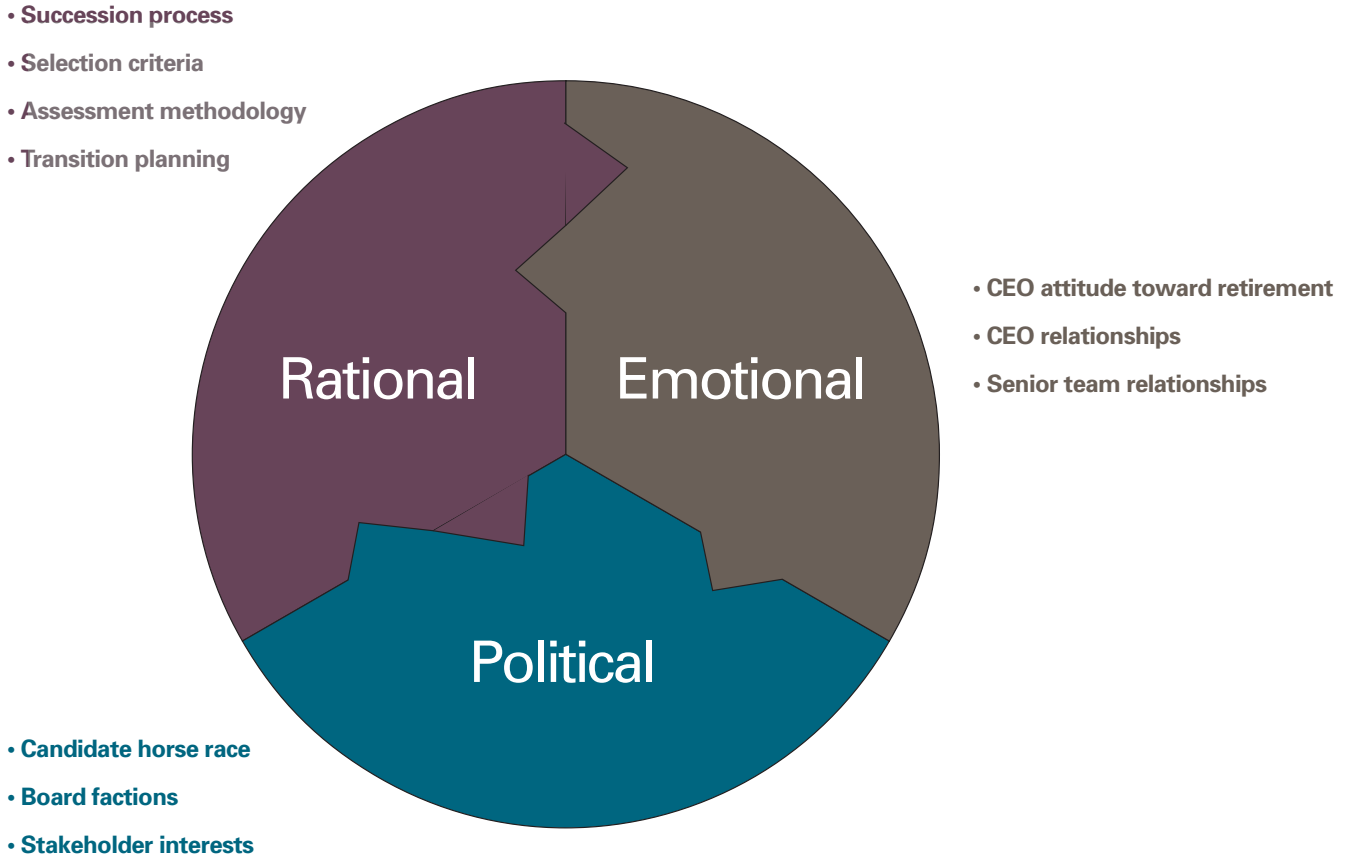 • Succession process
• Selection criteria
• Assessment methodology
• Transition planning
Rational
Emotional
• CEO attitude toward retirement
• CEO relationships
• Senior team relationships
Political
• Candidate horse race
• Board factions
• Stakeholder interests